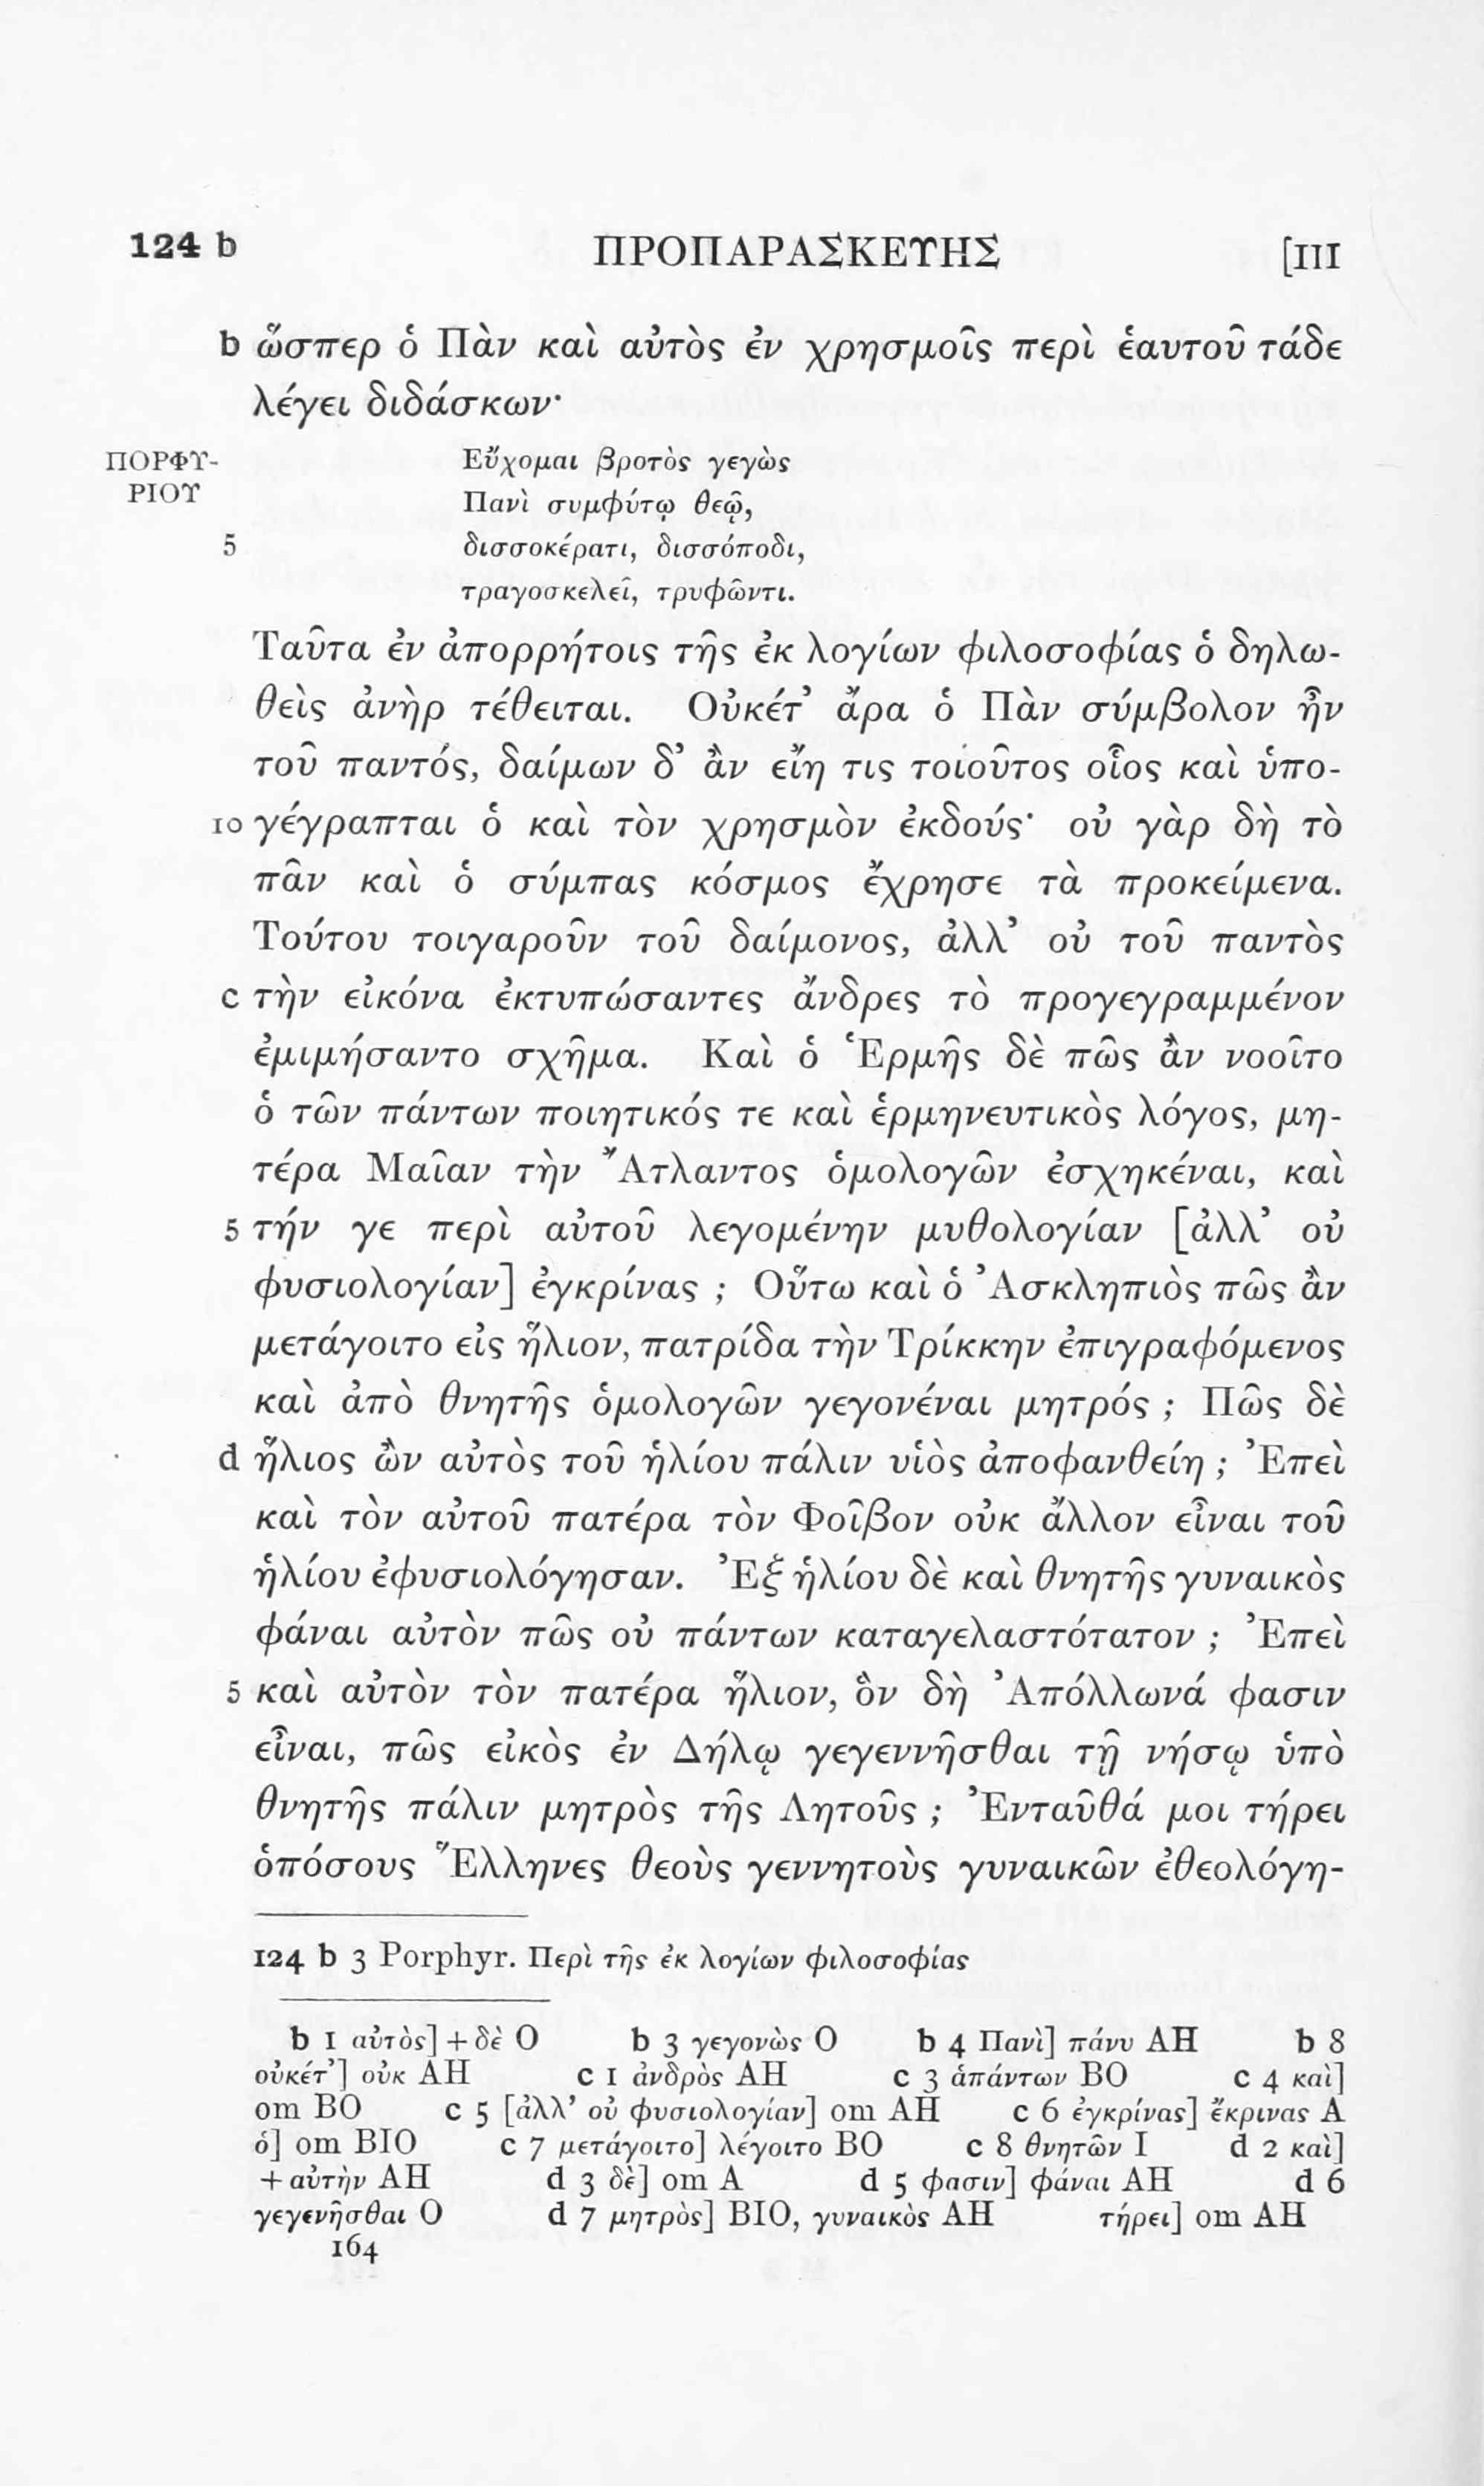 124 b ΠΡΟΠΑΡΑΣΚΕΥΗΣ [III
b ὥσπερ ὁ Πὰν καὶ αὐτὸς ἐν χρησμοῖς περὶ ἑαυτοῦ τάδε
λέγει διδάσκων·
ΠΟΡΦΥ- Εὔχομαι βροτὸς γεγὼς
ΡΙΟΥ Πανὶ συμφύτῳ θεῷ,
5 δισσοκέρατι, δισσόποδι,
τραγοσκελεῖ, τρυφῶντι.
Ταῦτα ἐν ἀπορρήτοις τῆς ἐκ λογίων φιλοσοφίας ὁ δηλω-
θεὶς ἀνὴρ τέθειται. Οὐκέτ’ ἄρα ὁ Πὰν σύμβολον ἦν
τοῦ παντός, δαίμων δ’ ἂν εἴη τις τοιοῦτος οἷος καὶ ὑπο-
10 γέγραπται ὁ καὶ τὸν χρησμὸν ἐκδούς· οὐ γὰρ δὴ τὸ
πᾶν καὶ ὁ σύμπας κόσμος ἔχρησε τὰ προκείμενα.
Τούτου τοιγαροῦν τοῦ δαίμονος, ἀλλ’ οὐ τοῦ παντὸς
c τὴν εἰκόνα ἐκτυπώσαντες ἄνδρες τὸ προγεγραμμένον
ἐμιμήσαντο σχῆμα. Καὶ ὁ Ἑρμῆς δὲ πῶς ἂν νοοῖτο
ὁ τῶν πάντων ποιητικός τε καὶ ἑρμηνευτικὸς λόγος, μη-
τέρα Μαῖαν τὴν Ἄτλαντος ὁμολογῶν ἐσχηκέναι, καὶ
5 τήν γε περὶ αὐτοῦ λεγομένην μυθολογίαν [ἀλλ’ οὐ
φυσιολογίαν] ἐγκρίνας ; Οὕτω καὶ ὁ Ἀσκληπιὸς πῶς ἂν
μετάγοιτο εἰς ἥλιον, πατρίδα τὴν Τρίκκην ἐπιγραφόμενος
καὶ ἀπὸ θνητῆς ὁμολογῶν γεγονέναι μητρός ; Πῶς δὲ
d ἥλιος ὢν αὐτὸς τοῦ ἡλίου πάλιν υἱὸς ἀποφανθείη ; Ἐπεὶ
καὶ τὸν αὐτοῦ πατέρα τὸν Φοῖβον οὐκ ἄλλον εἶναι τοῦ
ἡλίου ἐφυσιολόγησαν. Ἐξ ἡλίου δὲ καὶ θνητῆς γυναικὸς
φάναι αὐτὸν πῶς οὐ πάντων καταγελαστότατον ; Ἐπεὶ
5 καὶ αὐτὸν τὸν πατέρα ἥλιον, ὃν δὴ Ἀπόλλωνά φασιν
εἶναι, πῶς εἰκὸς ἐν Δήλῳ γεγεννῆσθαι τῇ νήσῳ ὑπὸ
θνητῆς πάλιν μητρὸς τῆς Λητοῦς ; Ἐνταῦθά μοι τήρει
ὁπόσους Ἕλληνες θεοὺς γεννητοὺς γυναικῶν ἐθεολόγη-
124 b 3 Porphyr. Περὶ τῆς ἐκ λογίων φιλοσοφίας
b 1 αὐτὸς] + δὲ O b 3 γεγονὼς O b 4 Πανὶ] πάνυ AH b 8
οὐκέτ’] οὐκ AH c 1 ἀνδρὸς AH c 3 ἁπάντων BO c 4 καὶ]
om BO c 5 [ἀλλ’ οὐ φυσιολογίαν] om AH c 6 ἐγκρίνας] ἔκρινας A
ὁ] om BIO c 7 μετάγοιτο] λέγοιτο BO c 8 θνητῶν I d 2 καὶ]
+ αὐτὴν AH d 3 δὲ] om A d 5 φασιν] φάναι AH d 6
γεγενῆσθαι O d 7 μητρὸς] BIO, γυναικὸς AH τήρει] om AH
164